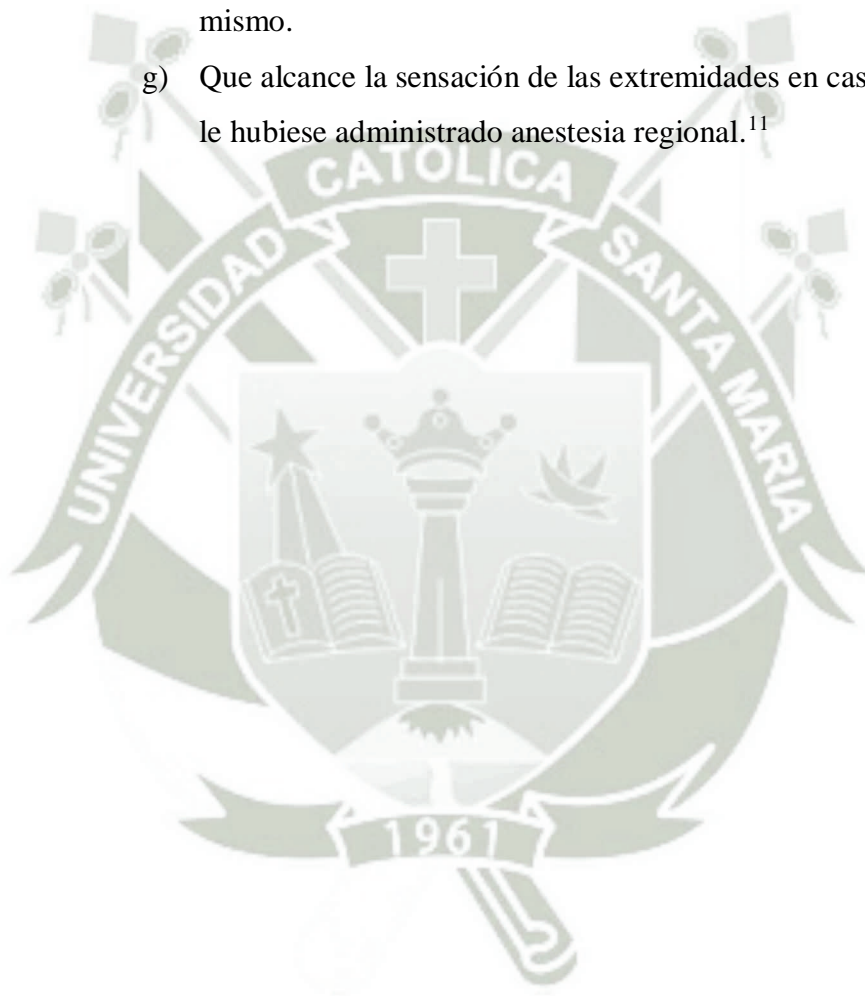 mismo.
g) Que alcance la sensación de las extremidades en cas
le hubiese administrado anestesia regional.¹¹
UNIVERSIDAD CATOLICA SANTA MARIA
1961